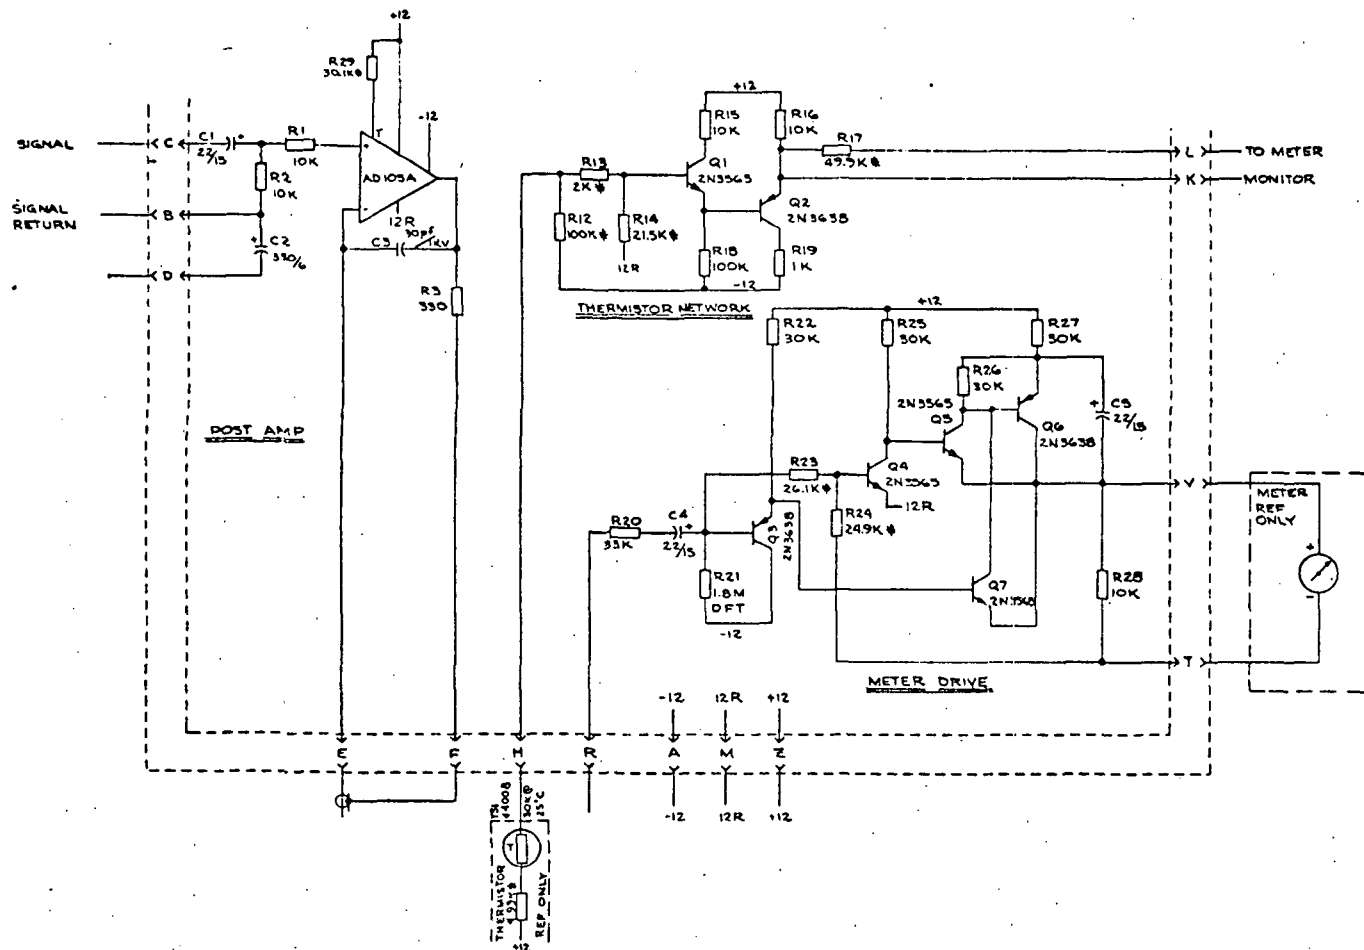 +12
R29
30.1K*
T
-12
SIGNAL
C
C1
22/15
+
R1
10K
+
AD105A
-
R2
10K
SIGNAL
RETURN
B
12R
+
C2
330/6
C3
30pf
1KV
D
R3
330
POST AMP
+12
R15
10K
R16
10K
R17
49.9K*
L
TO METER
K
MONITOR
R13
2K*
Q1
2N3565
Q2
2N3638
R12
100K*
R14
21.5K*
12R
R18
100K
R19
1K
-12
THERMISTOR NETWORK
+12
R22
30K
R25
30K
R27
30K
R26
30K
2N3565
Q5
Q6
2N3638
+
C5
22/15
R23
26.1K*
Q4
2N3565
12R
R24
24.9K*
R20
33K
C4
22/15
+
Q3
2N3638
R21
1.8M
DFT
-12
Q7
2N3565
R28
10K
V
METER
REF
ONLY
+
-
T
METER DRIVE
-12
12R
+12
E
F
H
R
A
M
Z
-12
12R
+12
YSI
44008
30K@
25°C
T
THERMISTOR
REF ONLY
+12